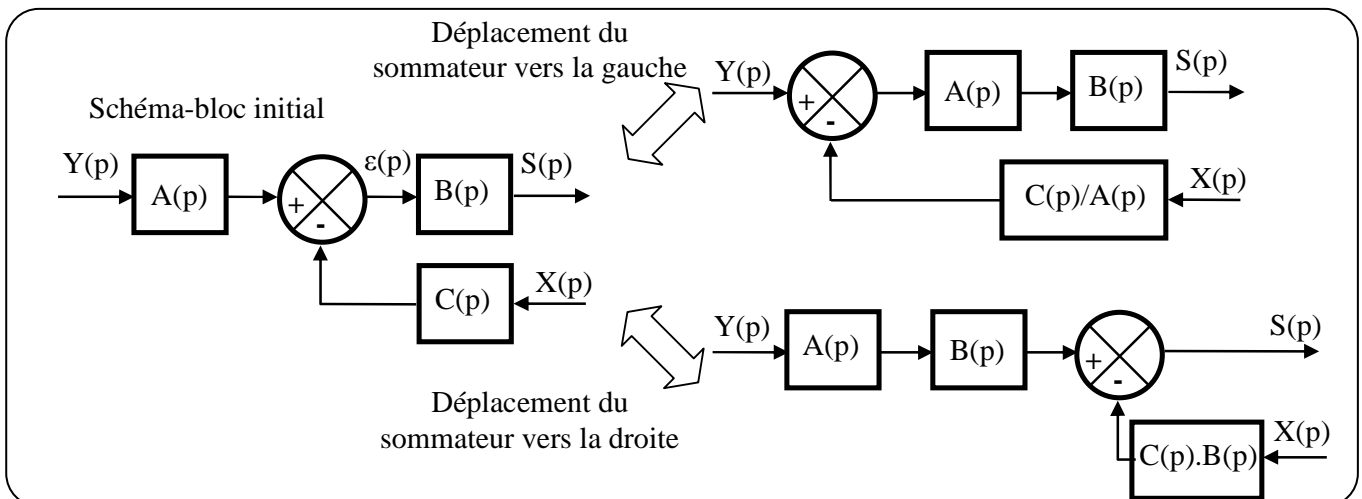 Déplacement du
sommateur vers la gauche
Schéma-bloc initial
Y(p) A(p) + - ε(p) B(p) S(p)
C(p) X(p)
Y(p) + - A(p) B(p) S(p)
C(p)/A(p) X(p)
Y(p) A(p) B(p) + - S(p)
C(p).B(p) X(p)
Déplacement du
sommateur vers la droite